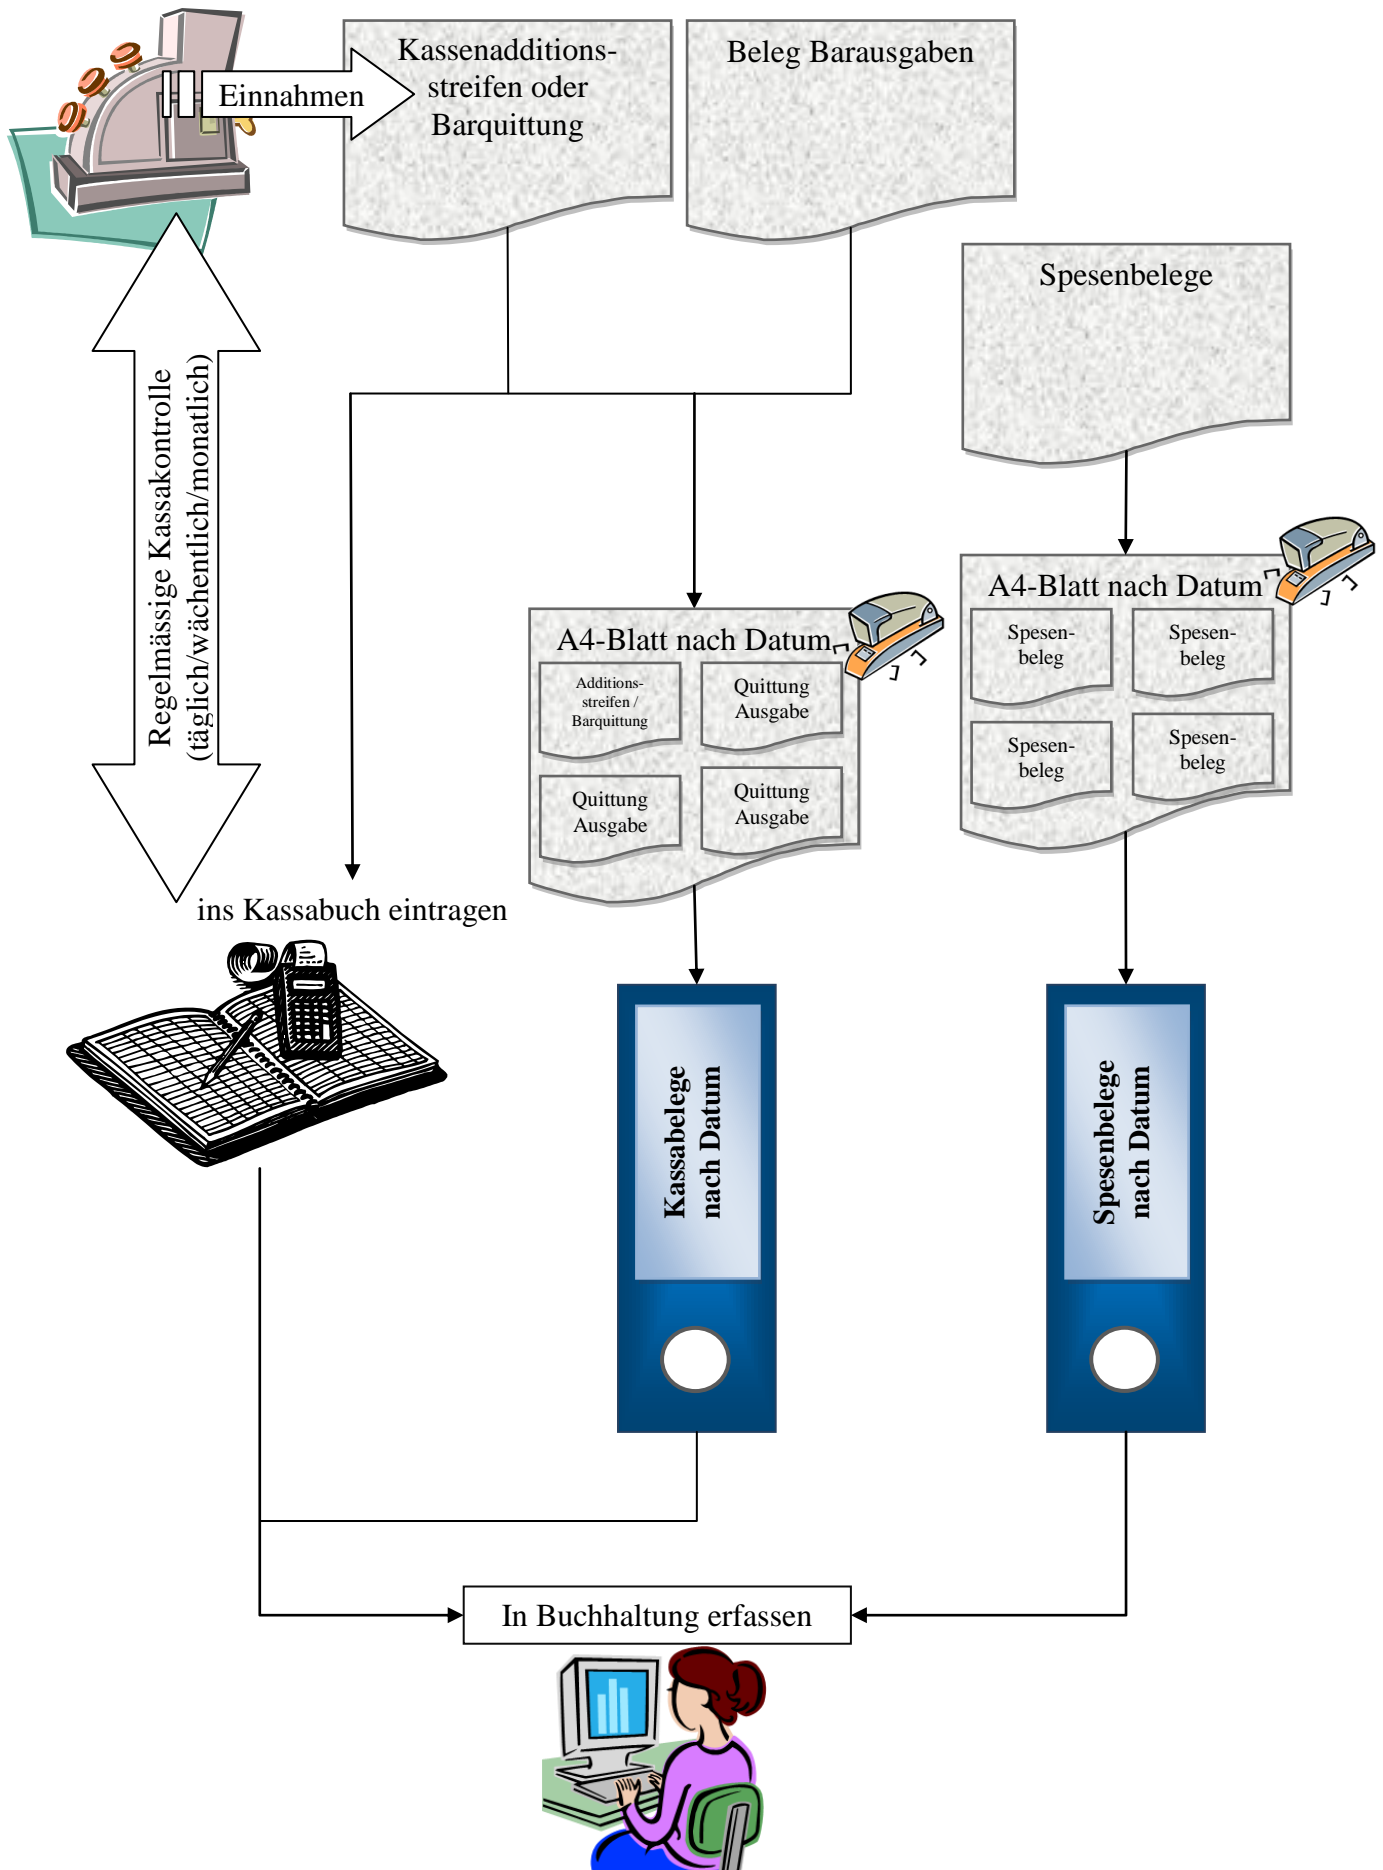 Einnahmen
Kassenadditions-
streifen oder
Barquittung
Beleg Barausgaben
Spesenbelege
Regelmässige Kassakontrolle
(täglich/wächentlich/monatlich)
A4-Blatt nach Datum
Additions-
streifen /
Barquittung
Quittung
Ausgabe
Quittung
Ausgabe
Quittung
Ausgabe
A4-Blatt nach Datum
Spesen-
beleg
Spesen-
beleg
Spesen-
beleg
Spesen-
beleg
ins Kassabuch eintragen
Kassabelege
nach Datum
Spesenbelege
nach Datum
In Buchhaltung erfassen